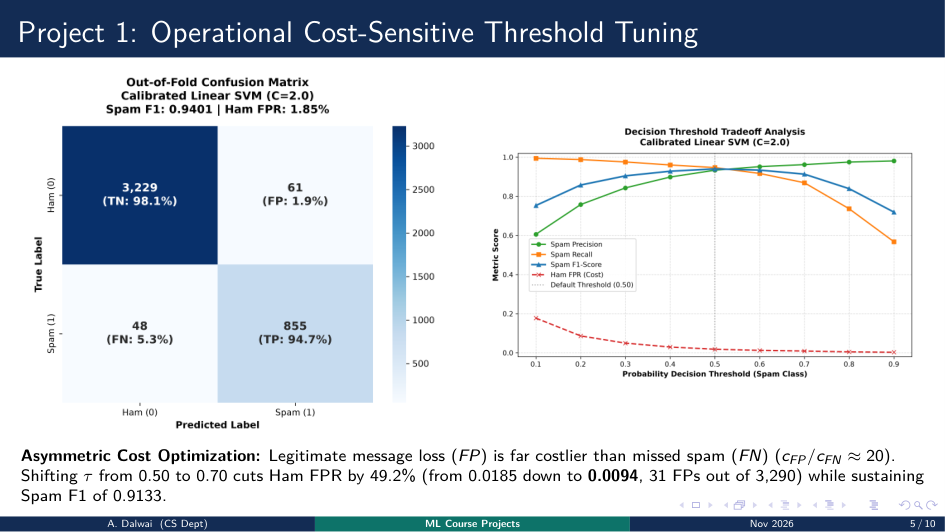 Project 1: Operational Cost-Sensitive Threshold Tuning
Out-of-Fold Confusion Matrix
Calibrated Linear SVM (C=2.0)
Spam F1: 0.9401 | Ham FPR: 1.85%
True Label
Ham (0)
Spam (1)
3,229
(TN: 98.1%)
61
(FP: 1.9%)
48
(FN: 5.3%)
855
(TP: 94.7%)
Ham (0)
Spam (1)
Predicted Label
3000
2500
2000
1500
1000
500
Decision Threshold Tradeoff Analysis
Calibrated Linear SVM (C=2.0)
Metric Score
1.0
0.8
0.6
0.4
0.2
0.0
Spam Precision
Spam Recall
Spam F1-Score
Ham FPR (Cost)
Default Threshold (0.50)
0.1 0.2 0.3 0.4 0.5 0.6 0.7 0.8 0.9
Probability Decision Threshold (Spam Class)
Asymmetric Cost Optimization: Legitimate message loss (FP) is far costlier than missed spam (FN) (c_FP/c_FN ≈ 20).
Shifting τ from 0.50 to 0.70 cuts Ham FPR by 49.2% (from 0.0185 down to 0.0094, 31 FPs out of 3,290) while sustaining
Spam F1 of 0.9133.
A. Dalwai (CS Dept)
ML Course Projects
Nov 2026
5 / 10